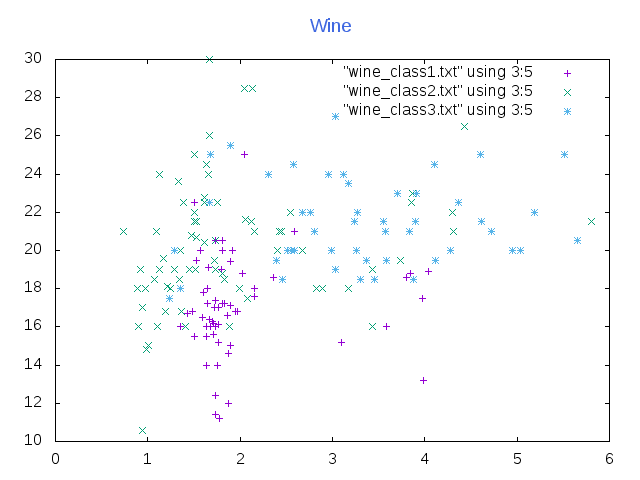 Wine
30
28
26
24
22
20
18
16
14
12
10
"wine_class1.txt" using 3:5
"wine_class2.txt" using 3:5
"wine_class3.txt" using 3:5
0 1 2 3 4 5 6